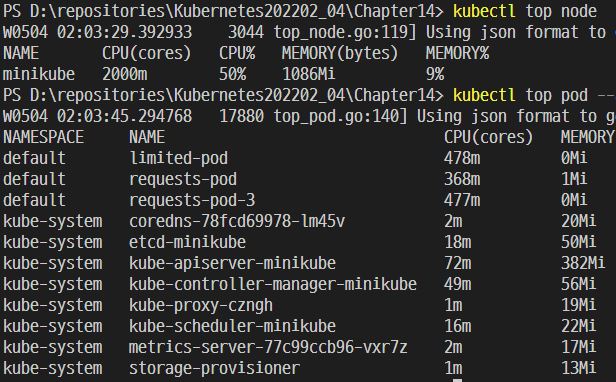 PS D:\repositories\Kubernetes202202_04\Chapter14> kubectl top node
W0504 02:03:29.392933    3044 top_node.go:119] Using json format to
NAME       CPU(cores)   CPU%   MEMORY(bytes)   MEMORY%
minikube   2000m        50%    1086Mi          9%
PS D:\repositories\Kubernetes202202_04\Chapter14> kubectl top pod --
W0504 02:03:45.294768   17880 top_pod.go:140] Using json format to g
NAMESPACE     NAME                               CPU(cores)   MEMORY
default       limited-pod                        478m         0Mi
default       requests-pod                       368m         1Mi
default       requests-pod-3                     477m         0Mi
kube-system   coredns-78fcd69978-lm45v           2m           20Mi
kube-system   etcd-minikube                      18m          50Mi
kube-system   kube-apiserver-minikube            72m          382Mi
kube-system   kube-controller-manager-minikube   49m          56Mi
kube-system   kube-proxy-czngh                   1m           19Mi
kube-system   kube-scheduler-minikube            16m          22Mi
kube-system   metrics-server-77c99ccb96-vxr7z    2m           17Mi
kube-system   storage-provisioner                1m           13Mi